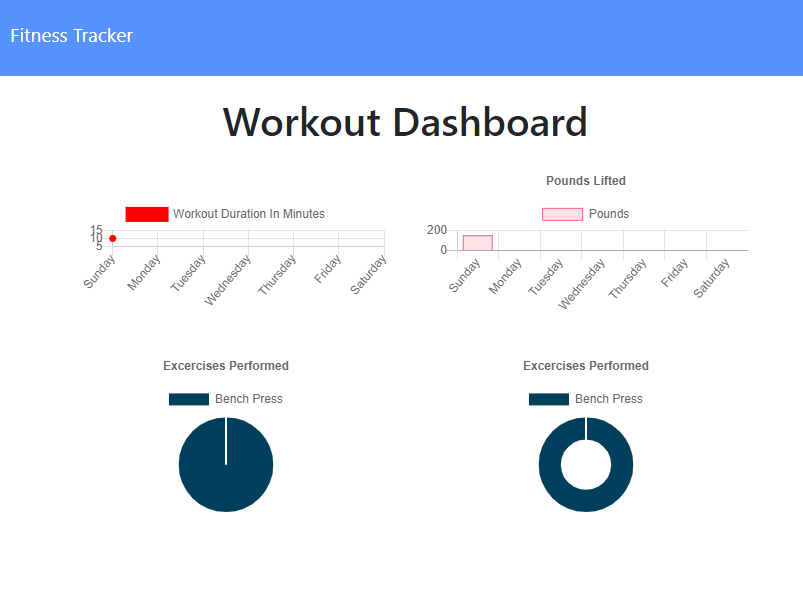 Fitness Tracker
Workout Dashboard
Workout Duration In Minutes
15
10
5
Sunday
Monday
Tuesday
Wednesday
Thursday
Friday
Saturday
Pounds Lifted
Pounds
200
0
Sunday
Monday
Tuesday
Wednesday
Thursday
Friday
Saturday
Excercises Performed
Bench Press
Excercises Performed
Bench Press